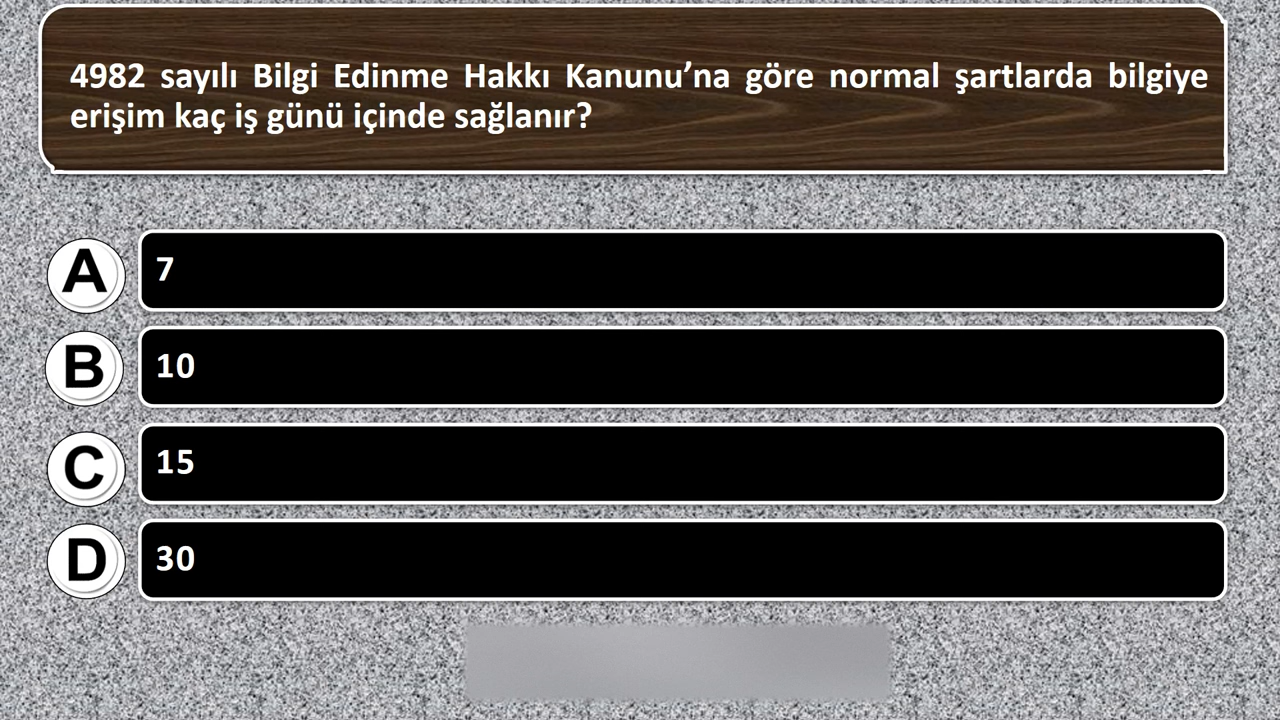 4982 sayılı Bilgi Edinme Hakkı Kanunu’na göre normal şartlarda bilgiye
erişim kaç iş günü içinde sağlanır?
A 7
B 10
C 15
D 30